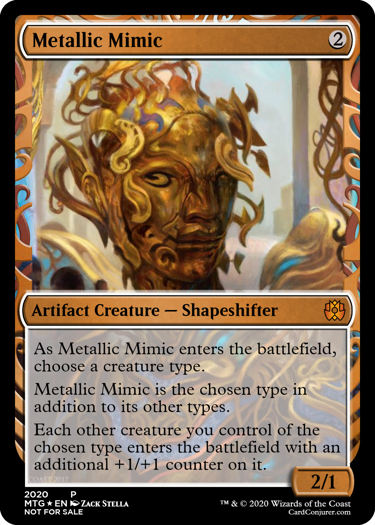 Metallic Mimic 2
Artifact Creature — Shapeshifter
As Metallic Mimic enters the battlefield,
choose a creature type.
Metallic Mimic is the chosen type in
addition to its other types.
Each other creature you control of the
chosen type enters the battlefield with an
additional +1/+1 counter on it.
2/1
2020 P
MTG ★ EN Zack Stella
NOT FOR SALE
™ & © 2020 Wizards of the Coast
CardConjurer.com